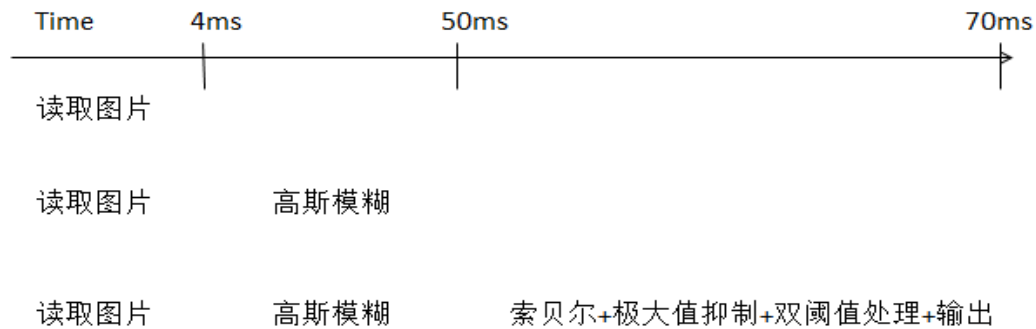 Time 4ms 50ms 70ms
读取图片
读取图片 高斯模糊
读取图片 高斯模糊 索贝尔+极大值抑制+双阈值处理+输出